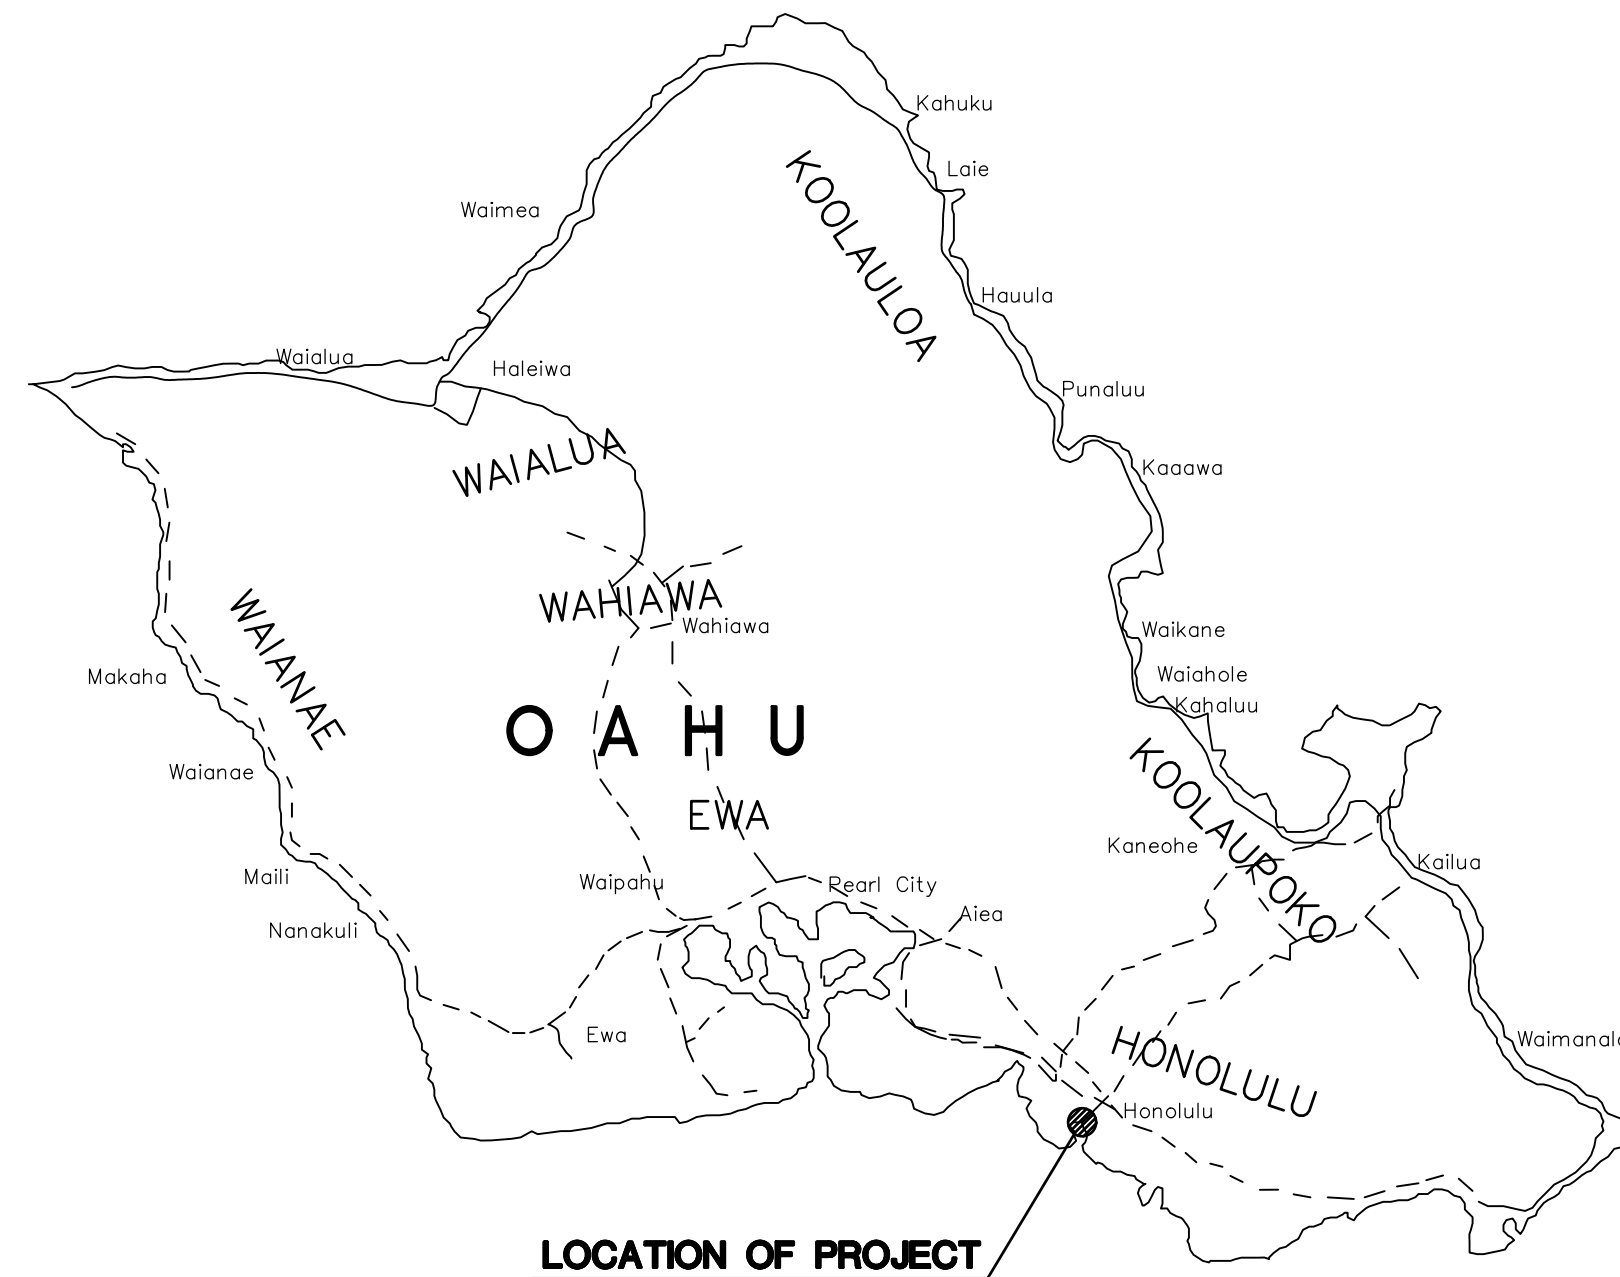 Kahuku
Laie
KOOLAULOA
Waimea
Hauula
Waialua
Haleiwa
Punaluu
WAIALUA
Kaaawa
WAHIAWA
Wahiawa
WAIANAE
Waikane
Makaha
Waiahole
Kahaluu
OAHU
KOOLAUPOKO
Waianae
EWA
Kaneohe
Kailua
Maili
Waipahu
Pearl City
Aiea
Nanakuli
Ewa
Waimanalo
HONOLULU
Honolulu
LOCATION OF PROJECT